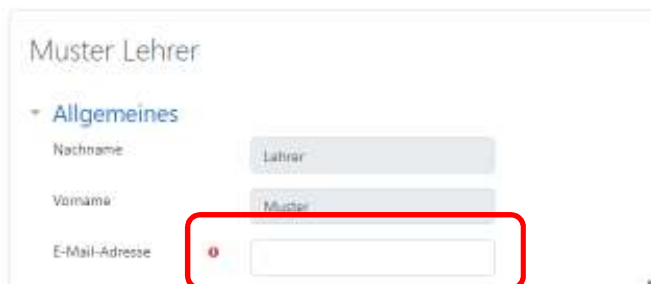 Muster Lehrer
Allgemeines
Nachname
Lehrer
Vorname
Muster
E-Mail-Adresse